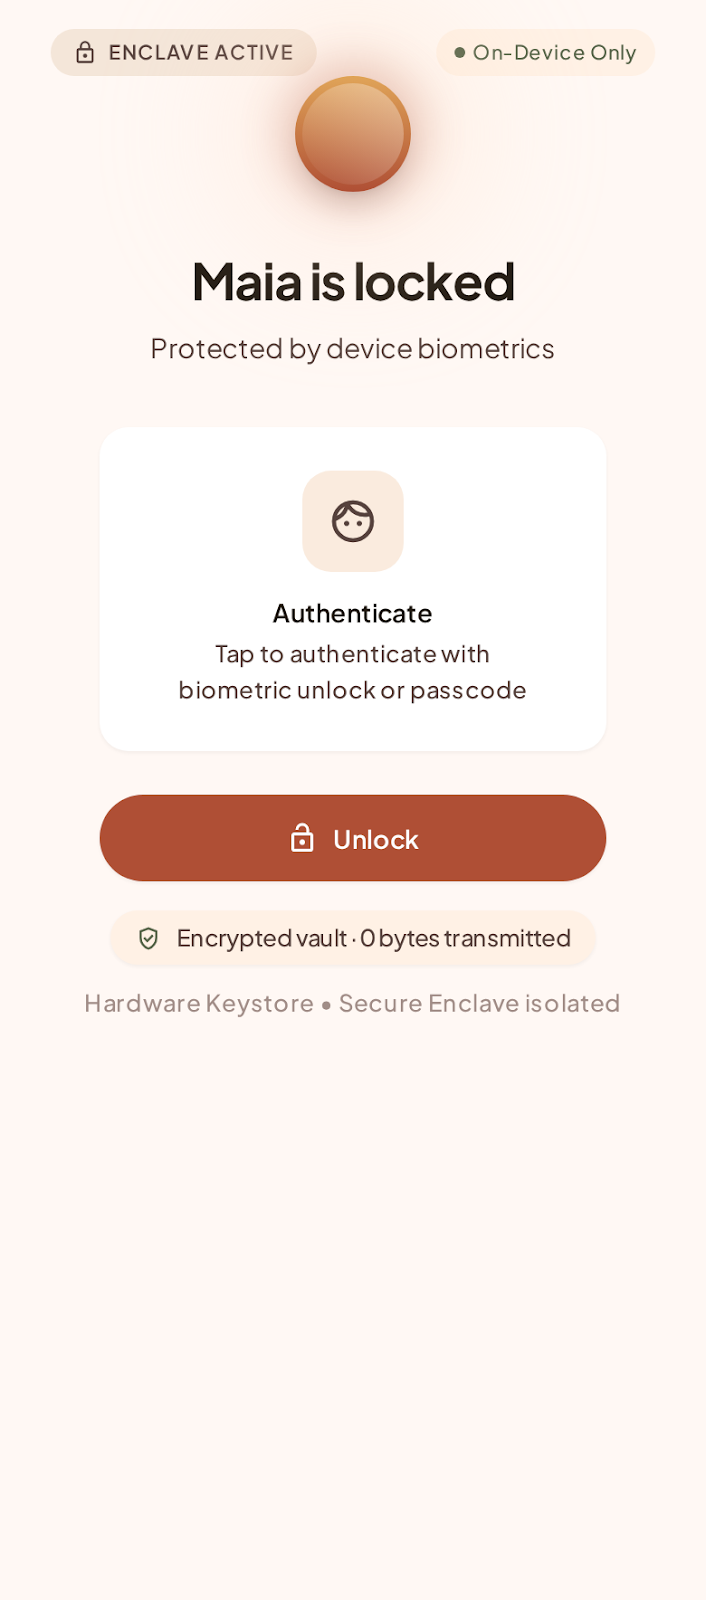 ENCLAVE ACTIVE
On-Device Only
Maia is locked
Protected by device biometrics
Authenticate
Tap to authenticate with
biometric unlock or passcode
Unlock
Encrypted vault · 0 bytes transmitted
Hardware Keystore • Secure Enclave isolated